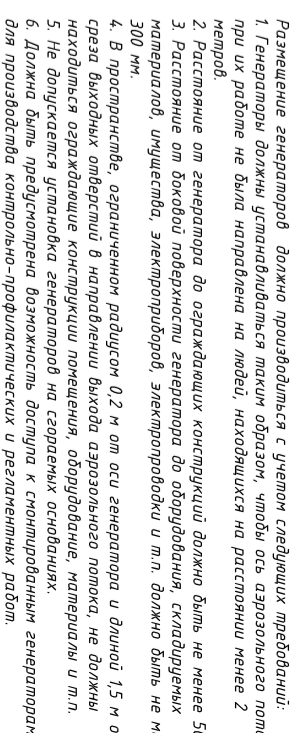 Размещение генераторов должно производиться с учетом следующих требований:
1. Генераторы должны устанавливаться таким образом, чтобы ось аэрозольного пото
при их работе не была направлена на людей, находящихся на расстоянии менее 2
метров.
2. Расстояние от генератора до ограждающих конструкций должно быть не менее 50
3. Расстояние от боковой поверхности генератора до оборудования, складируемых
материалов, имущества, электроприборов, электропроводки и т.п. должно быть не м
300 мм.
4. В пространстве, ограниченном радиусом 0,2 м от оси генератора и длиной 1,5 м о
среза выходных отверстий в направлении выхода аэрозольного потока, не должны
находиться ограждающие конструкции помещения, оборудование, материалы и т.п.
5. Не допускается установка генераторов на сгораемых основаниях.
6. Должна быть предусмотрена возможность доступа к смонтированным генераторам
для производства контрольно-профилактических и регламентных работ.